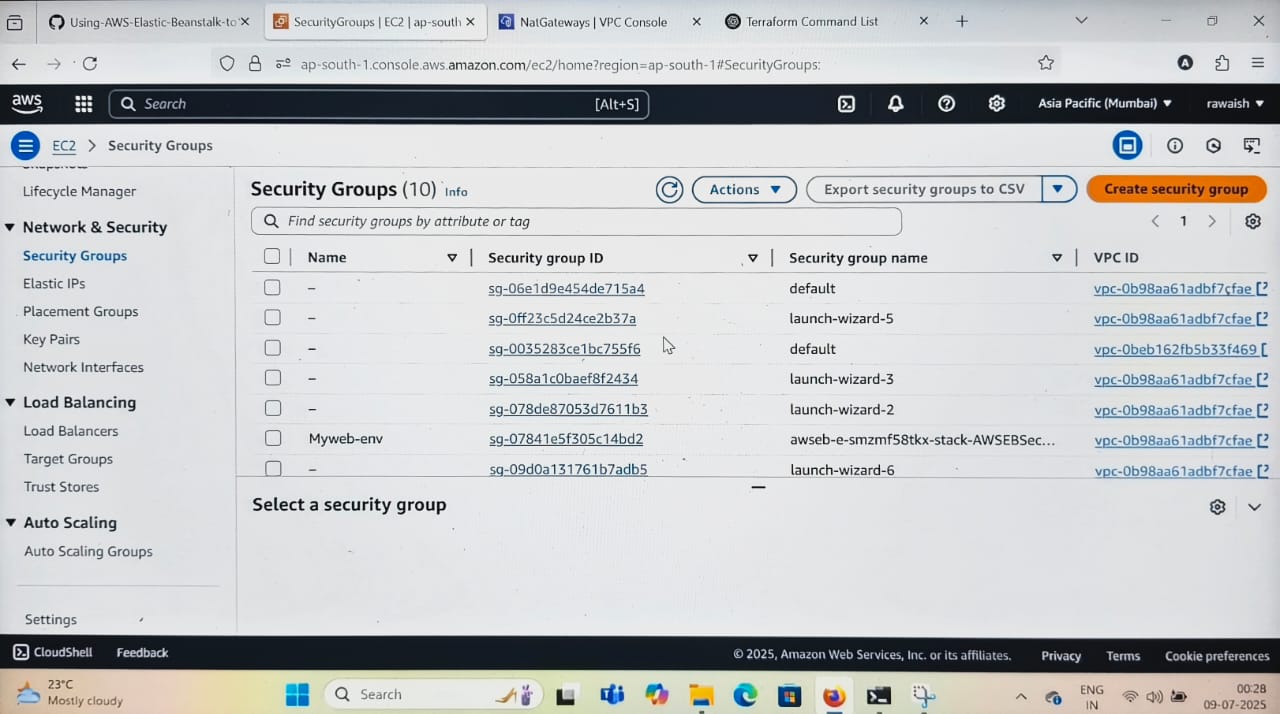 Using-AWS-Elastic-Beanstalk-to
SecurityGroups | EC2 | ap-south
NatGateways | VPC Console
Terraform Command List
ap-south-1.console.aws.amazon.com/ec2/home?region=ap-south-1#SecurityGroups:
aws
Search [Alt+S]
Asia Pacific (Mumbai)
rawaish
EC2 > Security Groups
Snapshots
Lifecycle Manager
Network & Security
Security Groups
Elastic IPs
Placement Groups
Key Pairs
Network Interfaces
Load Balancing
Load Balancers
Target Groups
Trust Stores
Auto Scaling
Auto Scaling Groups
Settings
Security Groups (10) Info
Actions
Export security groups to CSV
Create security group
Find security groups by attribute or tag
1
Name Security group ID Security group name VPC ID
– sg-06e1d9e454de715a4 default vpc-0b98aa61adbf7cfae
– sg-0ff23c5d24ce2b37a launch-wizard-5 vpc-0b98aa61adbf7cfae
– sg-0035283ce1bc755f6 default vpc-0beb162fb5b33f469
– sg-058a1c0baef8f2434 launch-wizard-3 vpc-0b98aa61adbf7cfae
– sg-078de87053d7611b3 launch-wizard-2 vpc-0b98aa61adbf7cfae
Myweb-env sg-07841e5f305c14bd2 awseb-e-smzmf58tkx-stack-AWSEBSec... vpc-0b98aa61adbf7cfae
– sg-09d0a131761b7adb5 launch-wizard-6 vpc-0b98aa61adbf7cfae
Select a security group
CloudShell Feedback
© 2025, Amazon Web Services, Inc. or its affiliates. Privacy Terms Cookie preferences
23°C
Mostly cloudy
Search
ENG
IN
00:28
09-07-2025